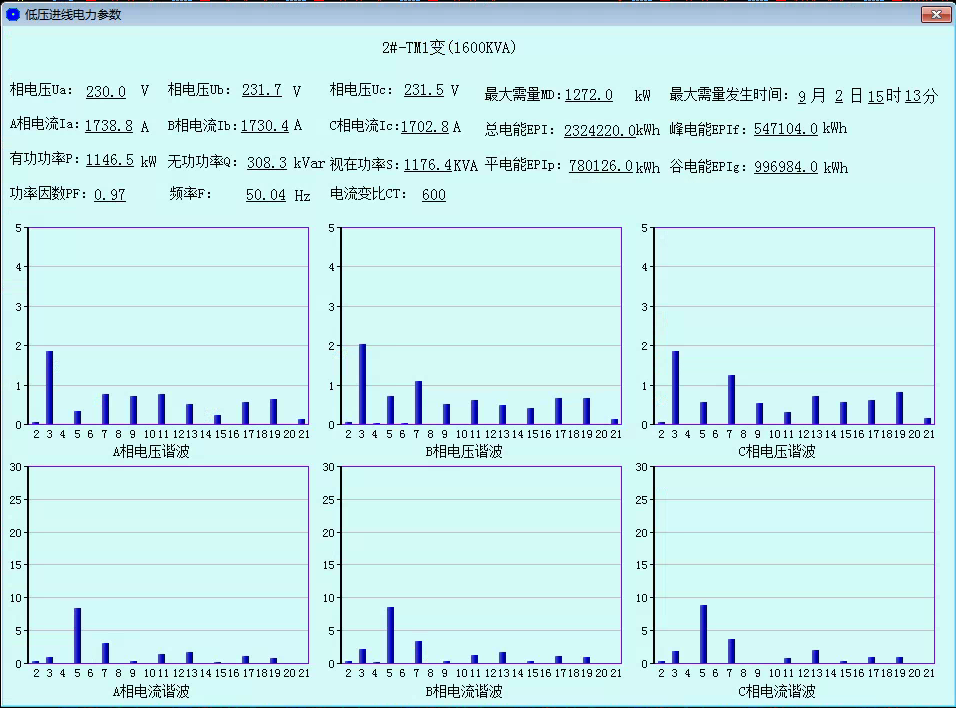 低压进线电力参数
2#-TM1变(1600KVA)
相电压Ua: 230.0 V 相电压Ub: 231.7 V 相电压Uc: 231.5 V 最大需量MD: 1272.0 kW 最大需量发生时间: 9 月 2 日 15时13分
A相电流Ia: 1738.8 A B相电流Ib: 1730.4 A C相电流Ic: 1702.8 A 总电能EPI: 2324220.0kWh 峰电能EPIf: 547104.0 kWh
有功功率P: 1146.5 kW 无功功率Q: 308.3 kVar 视在功率S: 1176.4 KVA 平电能EPIp: 780126.0 kWh 谷电能EPIg: 996984.0 kWh
功率因数PF: 0.97 频率F: 50.04 Hz 电流变比CT: 600
5 5 5
4 4 4
3 3 3
2 2 2
1 1 1
0 0 0
2 3 4 5 6 7 8 9 10 11 12 13 14 15 16 17 18 19 20 21 2 3 4 5 6 7 8 9 10 11 12 13 14 15 16 17 18 19 20 21 2 3 4 5 6 7 8 9 10 11 12 13 14 15 16 17 18 19 20 21
A相电压谐波 B相电压谐波 C相电压谐波
30 30 30
25 25 25
20 20 20
15 15 15
10 10 10
5 5 5
0 0 0
2 3 4 5 6 7 8 9 10 11 12 13 14 15 16 17 18 19 20 21 2 3 4 5 6 7 8 9 10 11 12 13 14 15 16 17 18 19 20 21 2 3 4 5 6 7 8 9 10 11 12 13 14 15 16 17 18 19 20 21
A相电流谐波 B相电流谐波 C相电流谐波